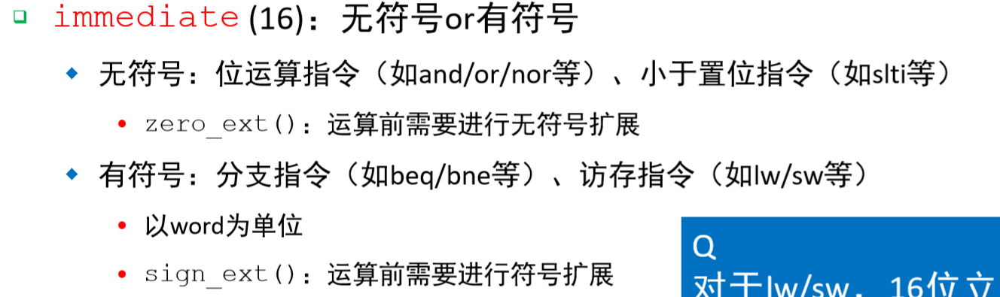 immediate (16)：无符号or有符号
无符号：位运算指令（如and/or/nor等）、小于置位指令（如slti等）
zero_ext()：运算前需要进行无符号扩展
有符号：分支指令（如beq/bne等）、访存指令（如lw/sw等）
以word为单位
sign_ext()：运算前需要进行符号扩展
Q
对于lw/sw，16位立